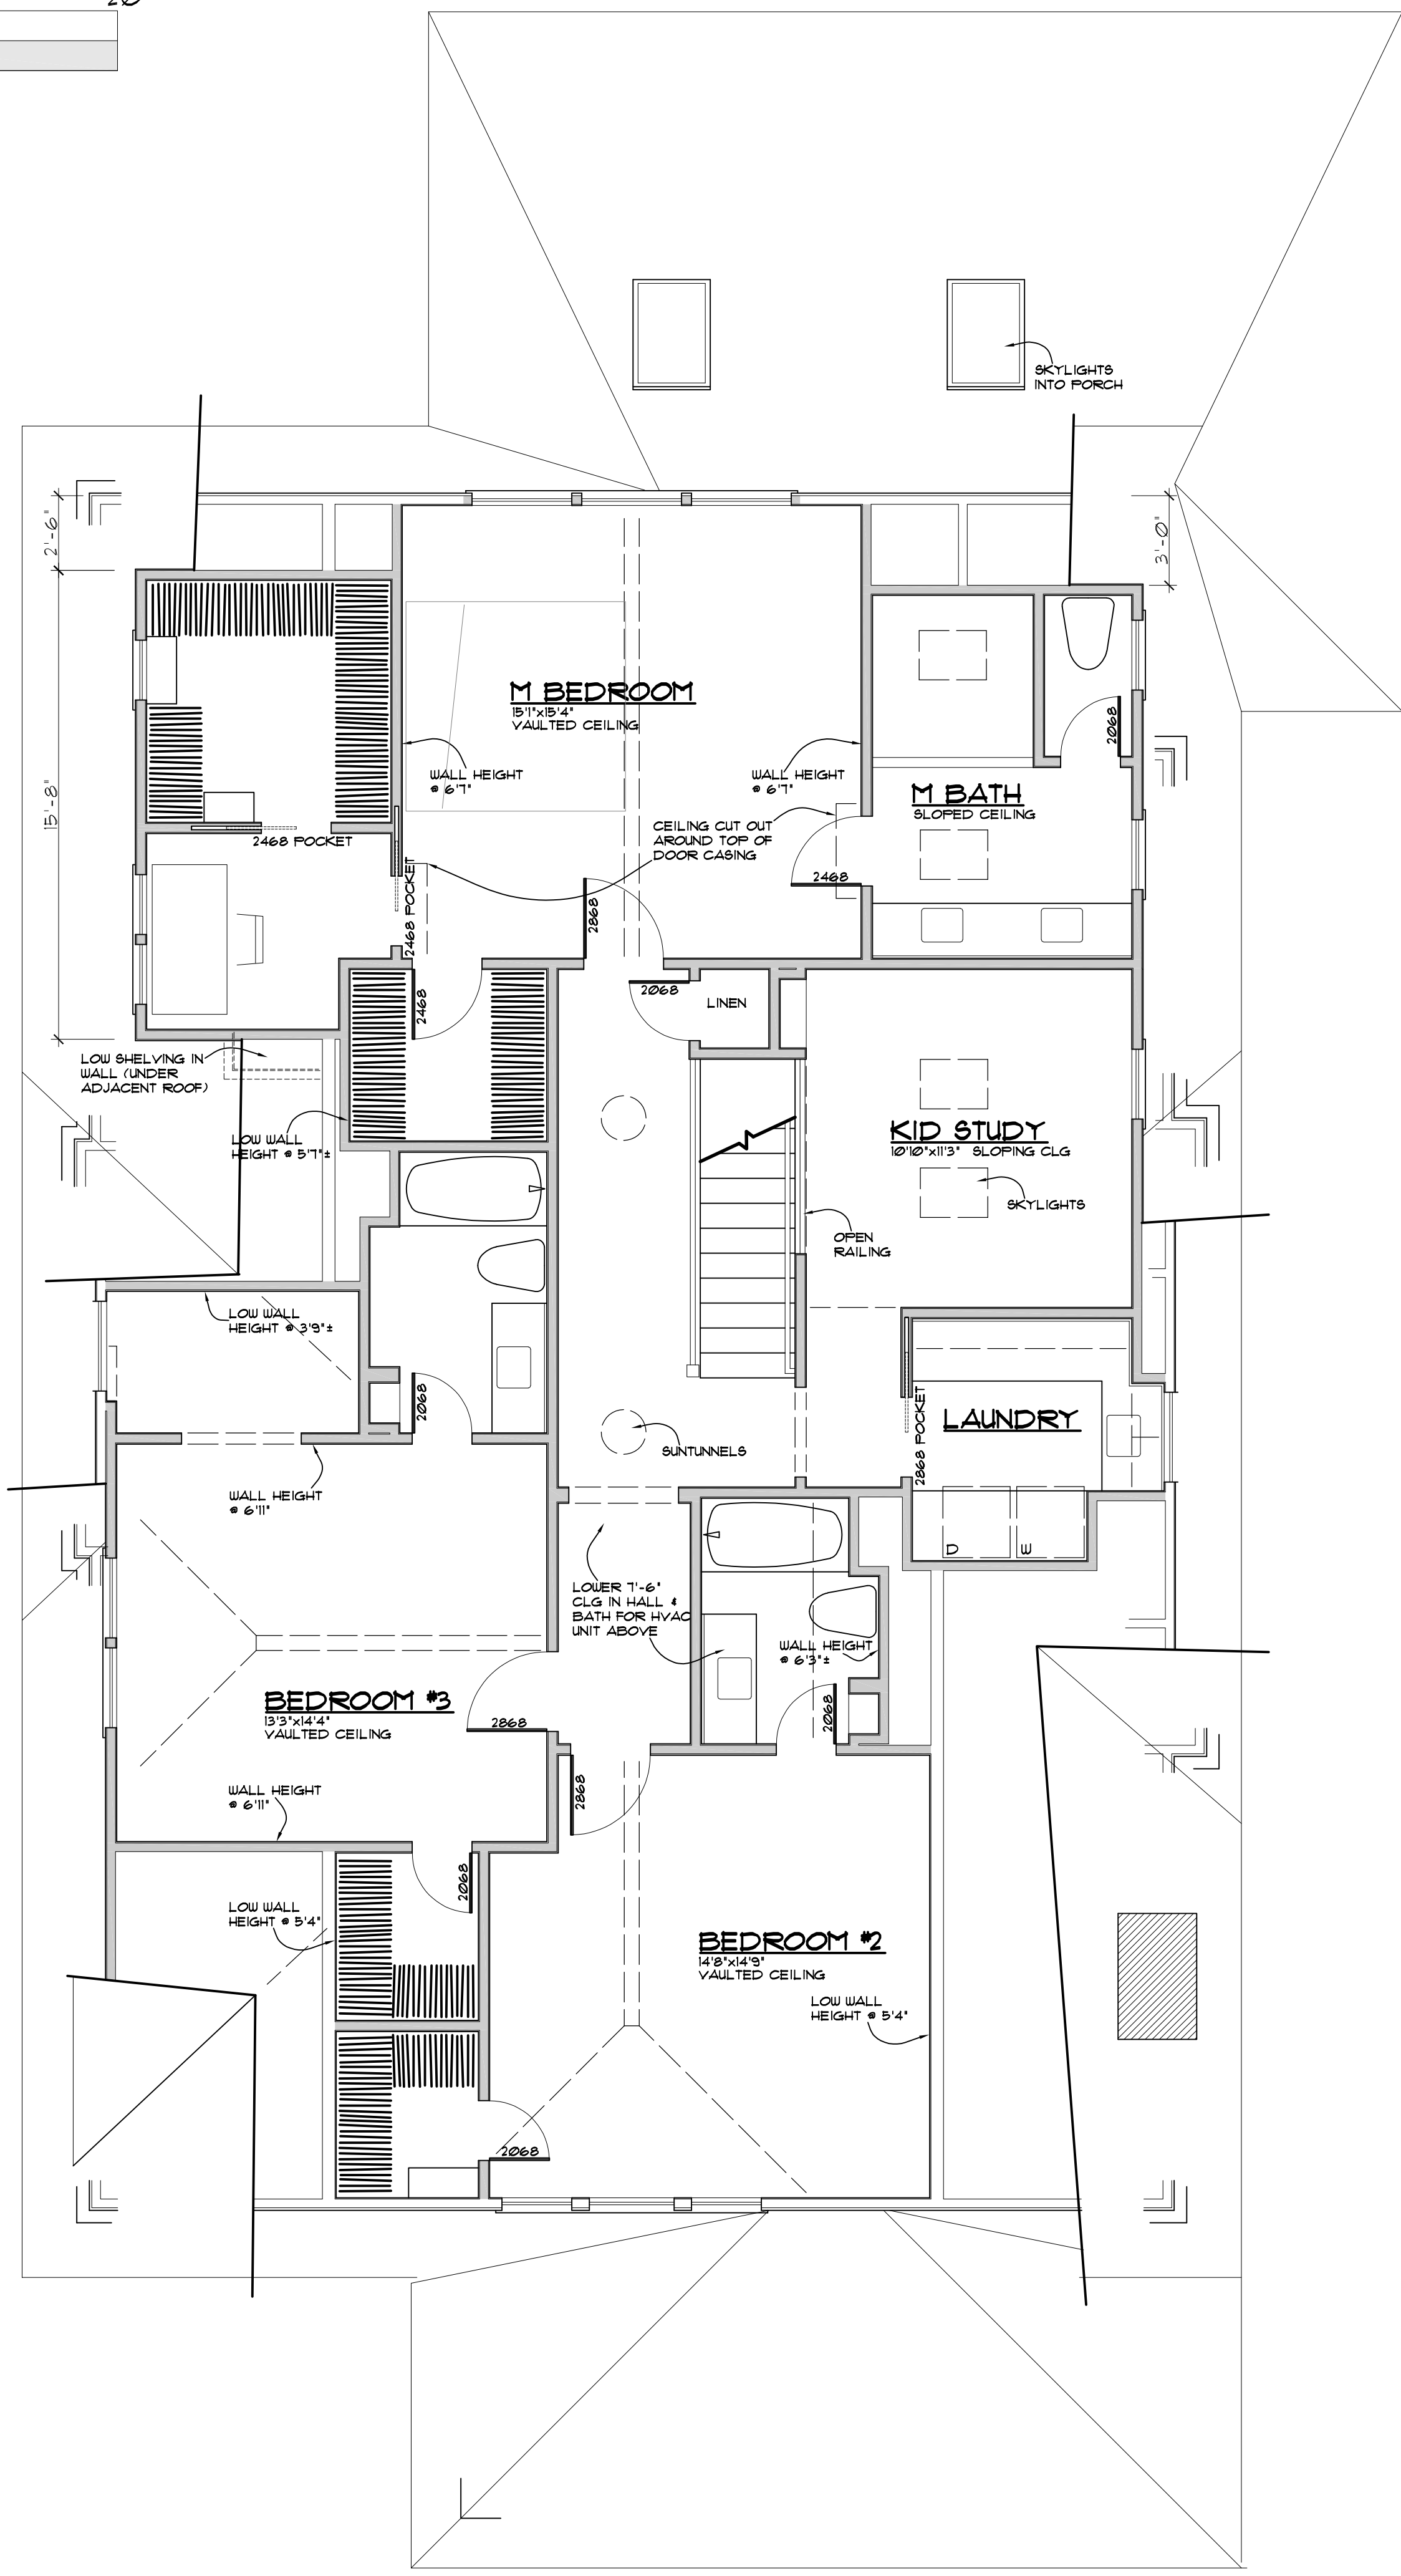 20
SKYLIGHTS
INTO PORCH
2'-6"
3'-0"
15'-8"
M BEDROOM
15'1"x15'4"
VAULTED CEILING
WALL HEIGHT
@ 6'7"
WALL HEIGHT
@ 6'7"
2068
M BATH
SLOPED CEILING
CEILING CUT OUT
AROUND TOP OF
DOOR CASING
2468 POCKET
2468 POCKET
2468
2868
2468
2068
LINEN
LOW SHELVING IN
WALL (UNDER
ADJACENT ROOF)
LOW WALL
HEIGHT @ 5'7"±
KID STUDY
10'10"x11'3" SLOPING CLG
SKYLIGHTS
OPEN
RAILING
LOW WALL
HEIGHT @ 3'9"±
2068
2868 POCKET
LAUNDRY
SUNTUNNELS
WALL HEIGHT
@ 6'11"
D
W
LOWER 7'-6"
CLG IN HALL &
BATH FOR HVAC
UNIT ABOVE
WALL HEIGHT
@ 6'3"±
BEDROOM #3
13'3"x14'4"
VAULTED CEILING
2868
2068
2868
WALL HEIGHT
@ 6'11"
2068
LOW WALL
HEIGHT @ 5'4"
BEDROOM #2
14'8"x14'9"
VAULTED CEILING
LOW WALL
HEIGHT @ 5'4"
2068